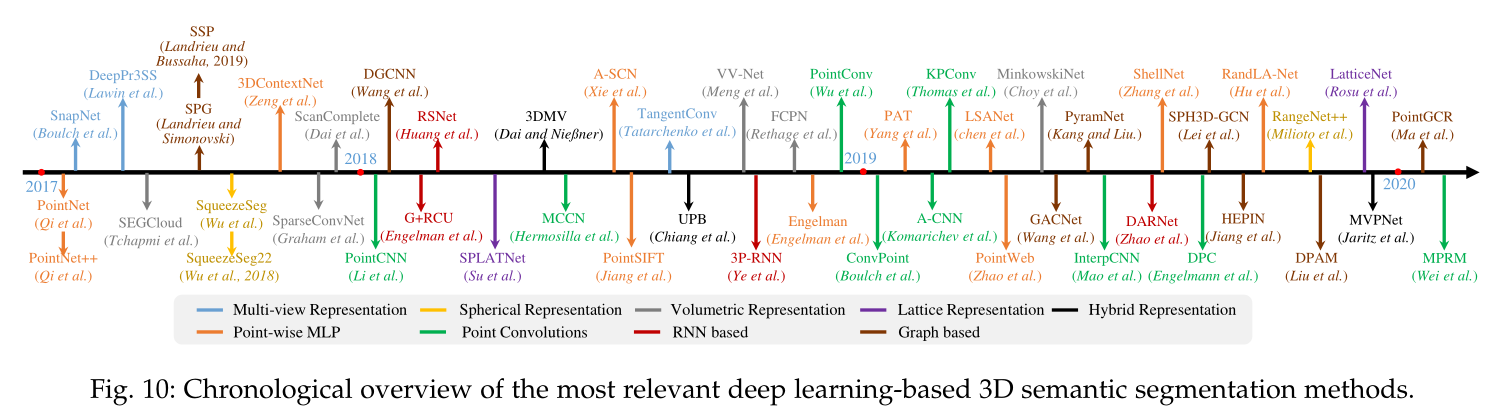 SSP
(Landrieu and
Bussaha, 2019)
DeepPr3SS
(Lawin et al.)
SnapNet
(Boulch et al.)
SPG
(Landrieu and
Simonovski)
3DContextNet
(Zeng et al.)
ScanComplete
(Dai et al.)
DGCNN
(Wang et al.)
RSNet
(Huang et al.)
3DMV
(Dai and Nießner)
A-SCN
(Xie et al.)
TangentConv
(Tatarchenko et al.)
VV-Net
(Meng et al.)
FCPN
(Rethage et al.)
PointConv
(Wu et al.)
PAT
(Yang et al.)
KPConv
(Thomas et al.)
LSANet
(chen et al.)
MinkowskiNet
(Choy et al.)
PyramNet
(Kang and Liu.)
ShellNet
(Zhang et al.)
SPH3D-GCN
(Lei et al.)
RandLA-Net
(Hu et al.)
RangeNet++
(Milioto et al.)
LatticeNet
(Rosu et al.)
PointGCR
(Ma et al.)
2017
2018
2019
2020
PointNet
(Qi et al.)
PointNet++
(Qi et al.)
SEGCloud
(Tchapmi et al.)
SqueezeSeg
(Wu et al.)
SqueezeSeg22
(Wu et al., 2018)
SparseConvNet
(Graham et al.)
PointCNN
(Li et al.)
G+RCU
(Engelman et al.)
SPLATNet
(Su et al.)
MCCN
(Hermosilla et al.)
PointSIFT
(Jiang et al.)
UPB
(Chiang et al.)
3P-RNN
(Ye et al.)
Engelman
(Engelman et al.)
ConvPoint
(Boulch et al.)
A-CNN
(Komarichev et al.)
PointWeb
(Zhao et al.)
GACNet
(Wang et al.)
InterpCNN
(Mao et al.)
DARNet
(Zhao et al.)
DPC
(Engelmann et al.)
HEPIN
(Jiang et al.)
DPAM
(Liu et al.)
MVPNet
(Jaritz et al.)
MPRM
(Wei et al.)
Multi-view Representation
Spherical Representation
Volumetric Representation
Lattice Representation
Hybrid Representation
Point-wise MLP
Point Convolutions
RNN based
Graph based
Fig. 10: Chronological overview of the most relevant deep learning-based 3D semantic segmentation methods.